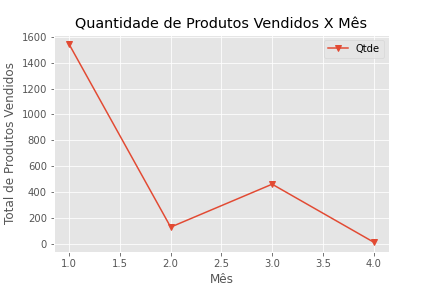 Quantidade de Produtos Vendidos X Mês
Qtde
Total de Produtos Vendidos
1600
1400
1200
1000
800
600
400
200
0
1.0 1.5 2.0 2.5 3.0 3.5 4.0
Mês